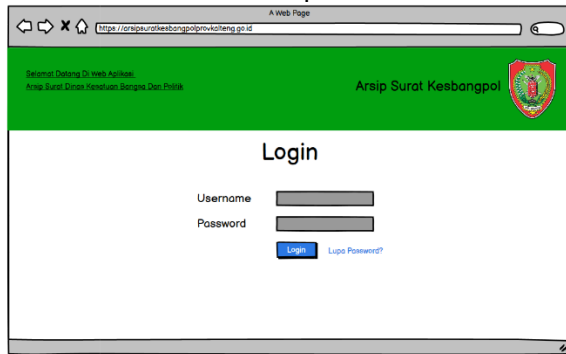 A Web Page
https://arsipsuratkesbangpolprovkalteng.go.id
Selamat Datang Di Web Aplikasi
Arsip Surat Dinas Kesatuan Bangsa Dan Politik
Arsip Surat Kesbangpol
Login
Username
Password
Login Lupa Password?